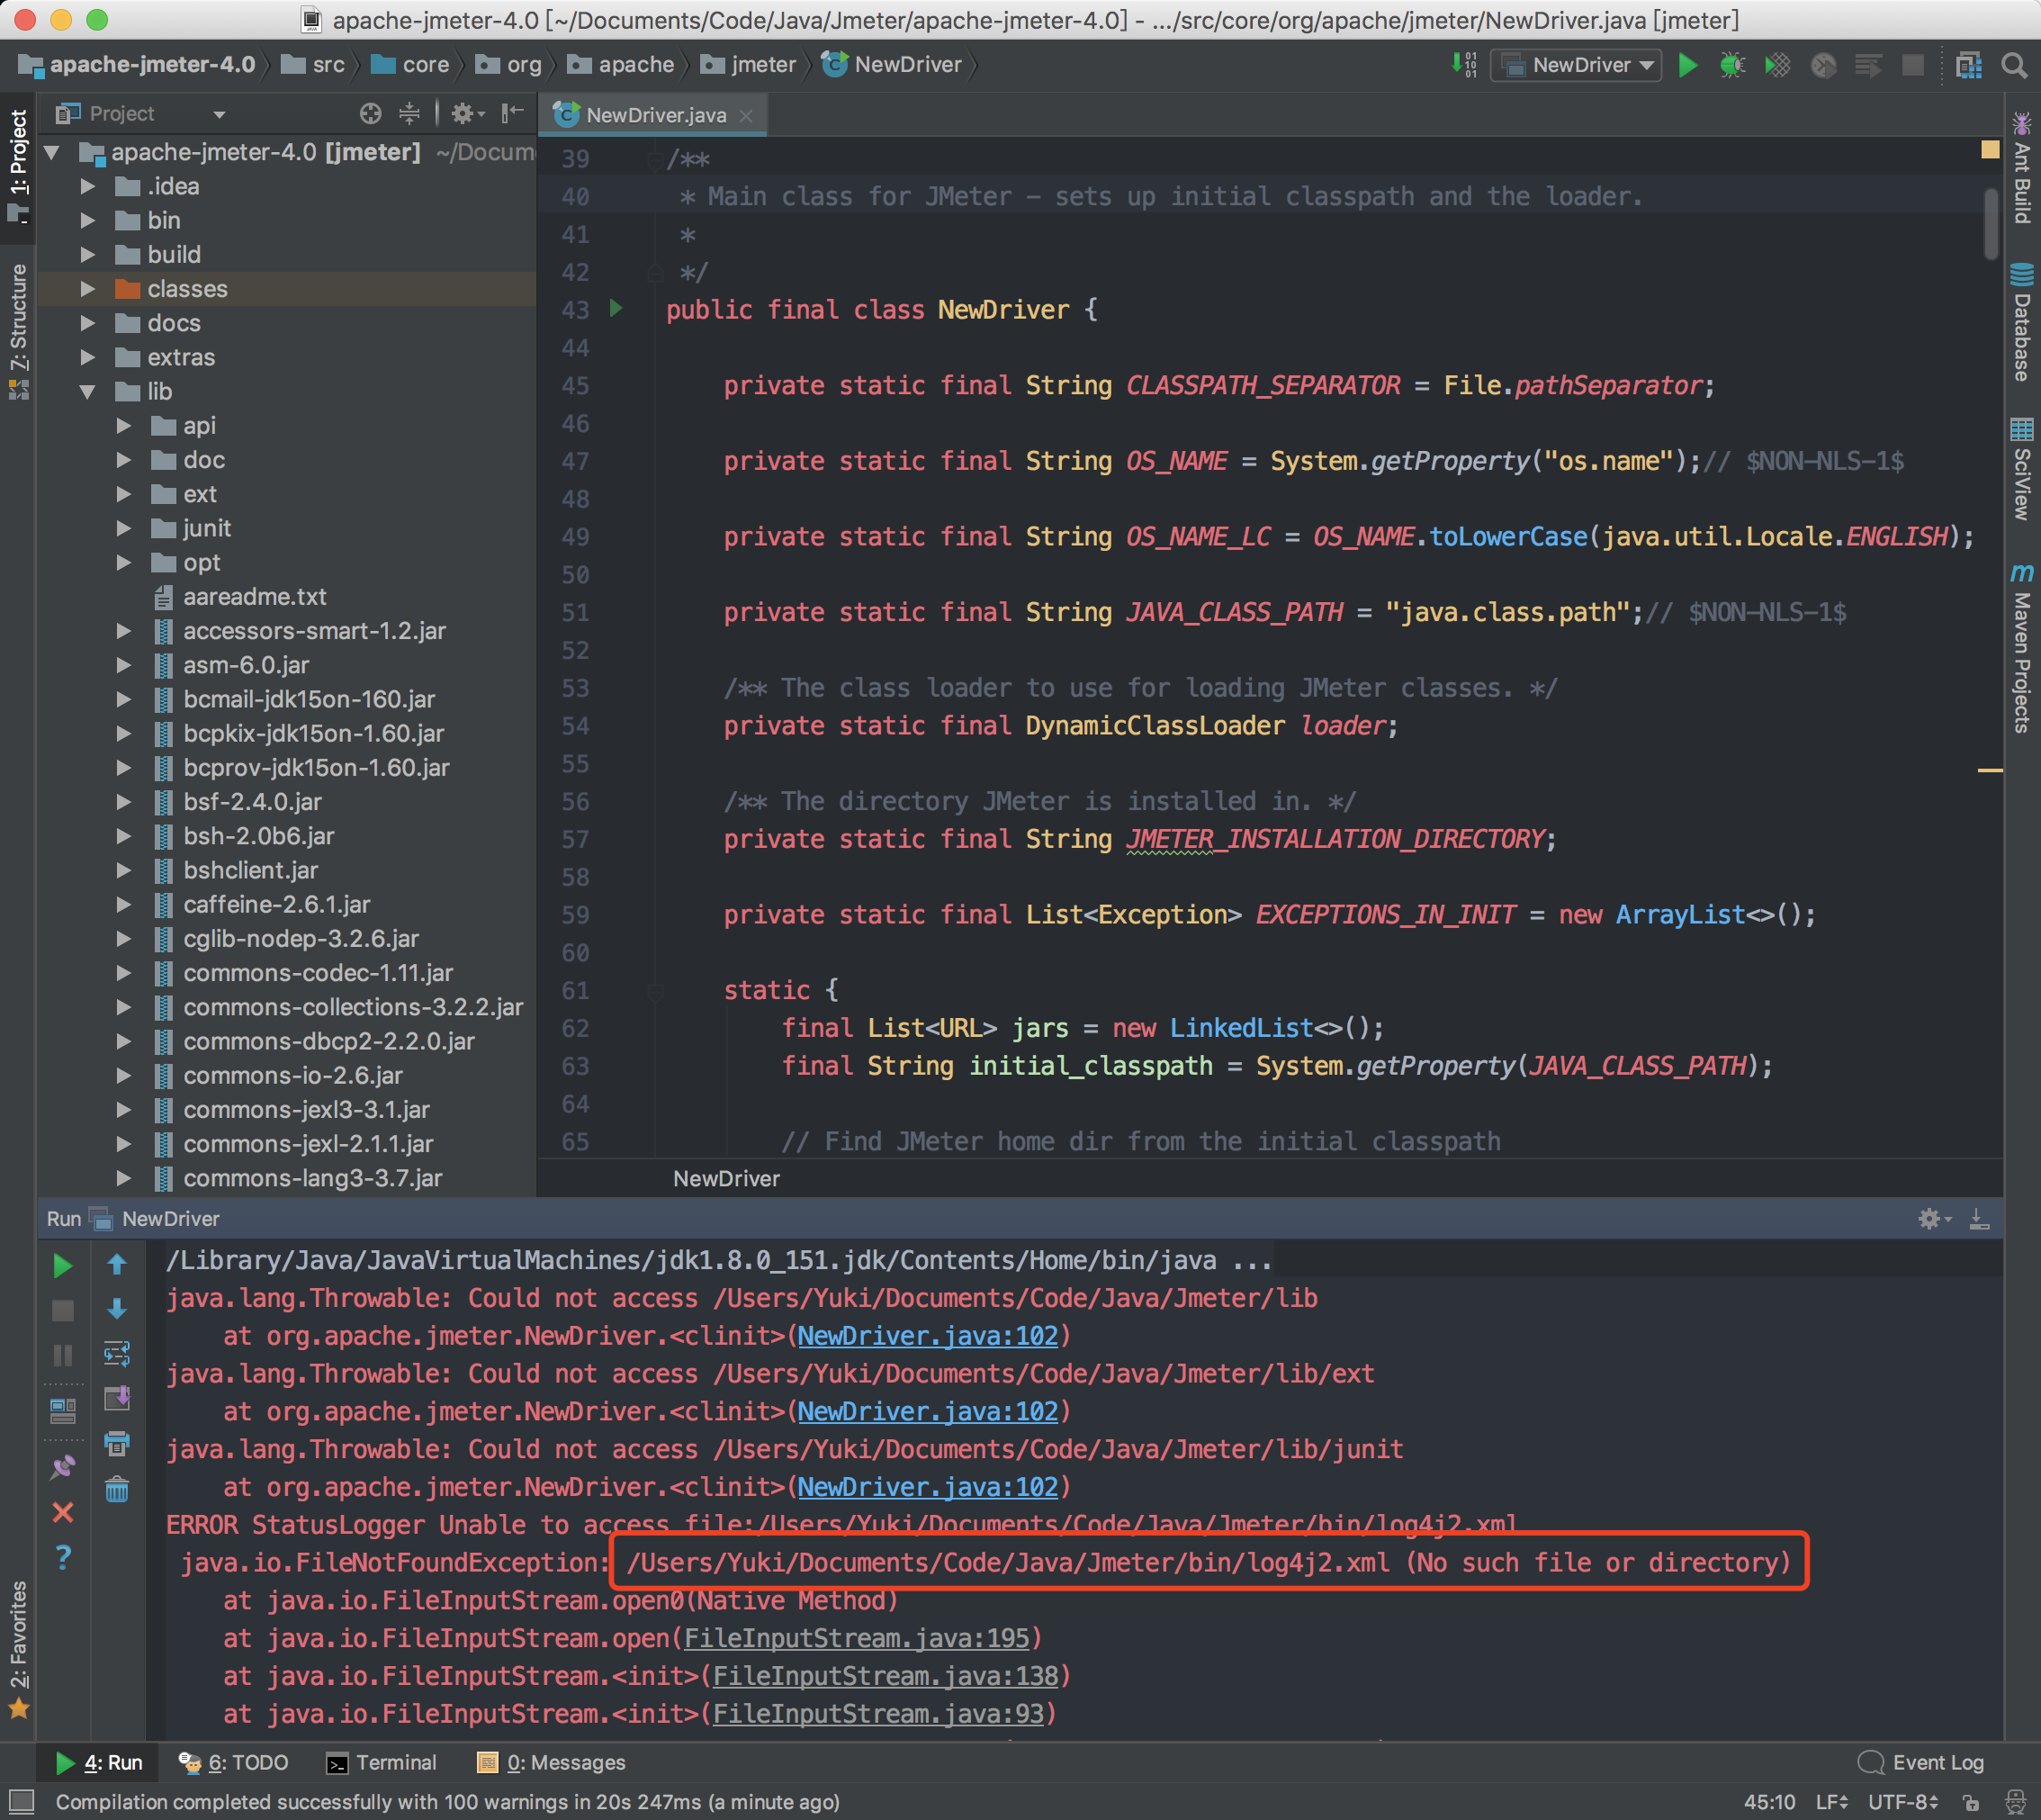 apache-jmeter-4.0 [~/Documents/Code/Java/Jmeter/apache-jmeter-4.0] - .../src/core/org/apache/jmeter/NewDriver.java [jmeter]
apache-jmeter-4.0 src core org apache jmeter NewDriver NewDriver
Project
NewDriver.java
1: Project
Z: Structure
2: Favorites
apache-jmeter-4.0 [jmeter] ~/Docum
.idea
bin
build
classes
docs
extras
lib
api
doc
ext
junit
opt
aareadme.txt
accessors-smart-1.2.jar
asm-6.0.jar
bcmail-jdk15on-160.jar
bcpkix-jdk15on-1.60.jar
bcprov-jdk15on-1.60.jar
bsf-2.4.0.jar
bsh-2.0b6.jar
bshclient.jar
caffeine-2.6.1.jar
cglib-nodep-3.2.6.jar
commons-codec-1.11.jar
commons-collections-3.2.2.jar
commons-dbcp2-2.2.0.jar
commons-io-2.6.jar
commons-jexl3-3.1.jar
commons-jexl-2.1.1.jar
commons-lang3-3.7.jar
39 /**
40 * Main class for JMeter - sets up initial classpath and the loader.
41 *
42 */
43 public final class NewDriver {
44
45 private static final String CLASSPATH_SEPARATOR = File.pathSeparator;
46
47 private static final String OS_NAME = System.getProperty("os.name");// $NON-NLS-1$
48
49 private static final String OS_NAME_LC = OS_NAME.toLowerCase(java.util.Locale.ENGLISH);
50
51 private static final String JAVA_CLASS_PATH = "java.class.path";// $NON-NLS-1$
52
53 /** The class loader to use for loading JMeter classes. */
54 private static final DynamicClassLoader loader;
55
56 /** The directory JMeter is installed in. */
57 private static final String JMETER_INSTALLATION_DIRECTORY;
58
59 private static final List<Exception> EXCEPTIONS_IN_INIT = new ArrayList<>();
60
61 static {
62 final List<URL> jars = new LinkedList<>();
63 final String initial_classpath = System.getProperty(JAVA_CLASS_PATH);
64
65 // Find JMeter home dir from the initial classpath
NewDriver
Ant Build
Database
SciView
m Maven Projects
Run NewDriver
/Library/Java/JavaVirtualMachines/jdk1.8.0_151.jdk/Contents/Home/bin/java ...
java.lang.Throwable: Could not access /Users/Yuki/Documents/Code/Java/Jmeter/lib
at org.apache.jmeter.NewDriver.<clinit>(NewDriver.java:102)
java.lang.Throwable: Could not access /Users/Yuki/Documents/Code/Java/Jmeter/lib/ext
at org.apache.jmeter.NewDriver.<clinit>(NewDriver.java:102)
java.lang.Throwable: Could not access /Users/Yuki/Documents/Code/Java/Jmeter/lib/junit
at org.apache.jmeter.NewDriver.<clinit>(NewDriver.java:102)
ERROR StatusLogger Unable to access file:/Users/Yuki/Documents/Code/Java/Jmeter/bin/log4j2.xml
java.io.FileNotFoundException: /Users/Yuki/Documents/Code/Java/Jmeter/bin/log4j2.xml (No such file or directory)
at java.io.FileInputStream.open0(Native Method)
at java.io.FileInputStream.open(FileInputStream.java:195)
at java.io.FileInputStream.<init>(FileInputStream.java:138)
at java.io.FileInputStream.<init>(FileInputStream.java:93)
4: Run 6: TODO Terminal 0: Messages Event Log
Compilation completed successfully with 100 warnings in 20s 247ms (a minute ago) 45:10 LF UTF-8